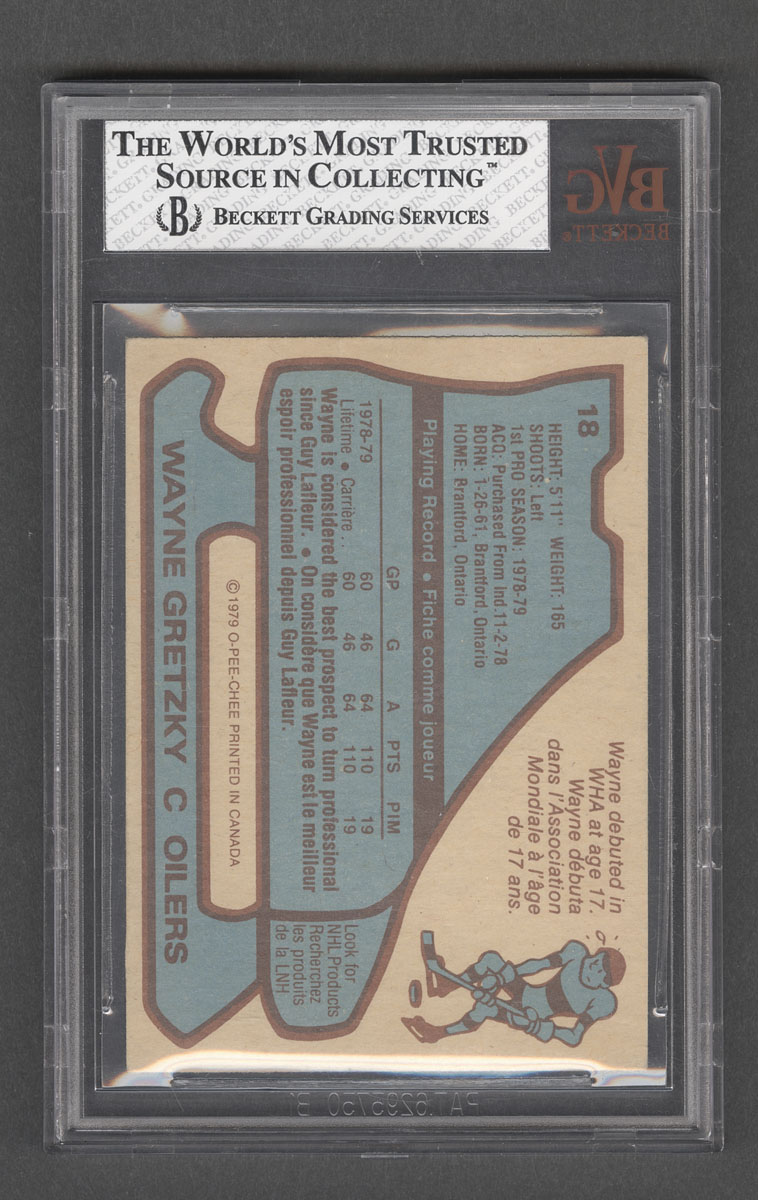 THE WORLD'S MOST TRUSTED
SOURCE IN COLLECTING™
B BECKETT GRADING SERVICES
BVG
BECKETT®
18
HEIGHT: 5'11" WEIGHT: 165
SHOOTS: Left
1st PRO SEASON: 1978-79
ACQ: Purchased From Ind. 11-2-78
BORN: 1-26-61, Brantford, Ontario
HOME: Brantford, Ontario
Playing Record • Fiche comme joueur
GP G A PTS PIM
1978-79 60 46 64 110 19
Lifetime • Carrière . . 60 46 64 110 19
Wayne is considered the best prospect to turn professional
since Guy Lafleur. • On considère que Wayne est le meilleur
espoir professionnel depuis Guy Lafleur.
Wayne debuted in
WHA at age 17.
Wayne débuta
dans l'Association
Mondiale à l'âge
de 17 ans.
Look for
NHL Products
Recherchez
les produits
de la LNH
© 1979 O-PEE-CHEE PRINTED IN CANADA
WAYNE GRETZKY C OILERS